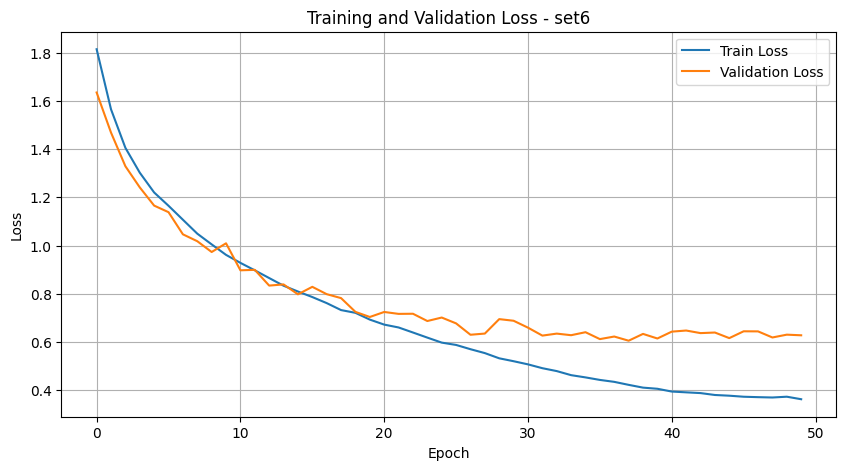 Training and Validation Loss - set6
Train Loss
Validation Loss
Loss
1.8
1.6
1.4
1.2
1.0
0.8
0.6
0.4
0
10
20
30
40
50
Epoch